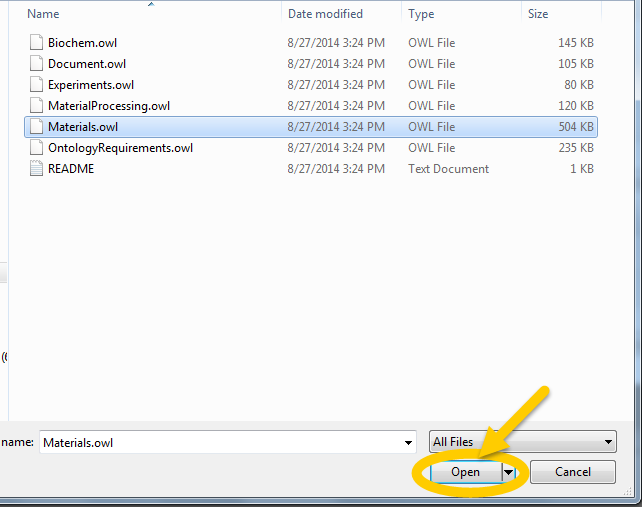 Name Date modified Type Size
Biochem.owl 8/27/2014 3:24 PM OWL File 145 KB
Document.owl 8/27/2014 3:24 PM OWL File 105 KB
Experiments.owl 8/27/2014 3:24 PM OWL File 80 KB
MaterialProcessing.owl 8/27/2014 3:24 PM OWL File 120 KB
Materials.owl 8/27/2014 3:24 PM OWL File 504 KB
OntologyRequirements.owl 8/27/2014 3:24 PM OWL File 235 KB
README 8/27/2014 3:24 PM Text Document 1 KB
(6
name: Materials.owl All Files
Open Cancel